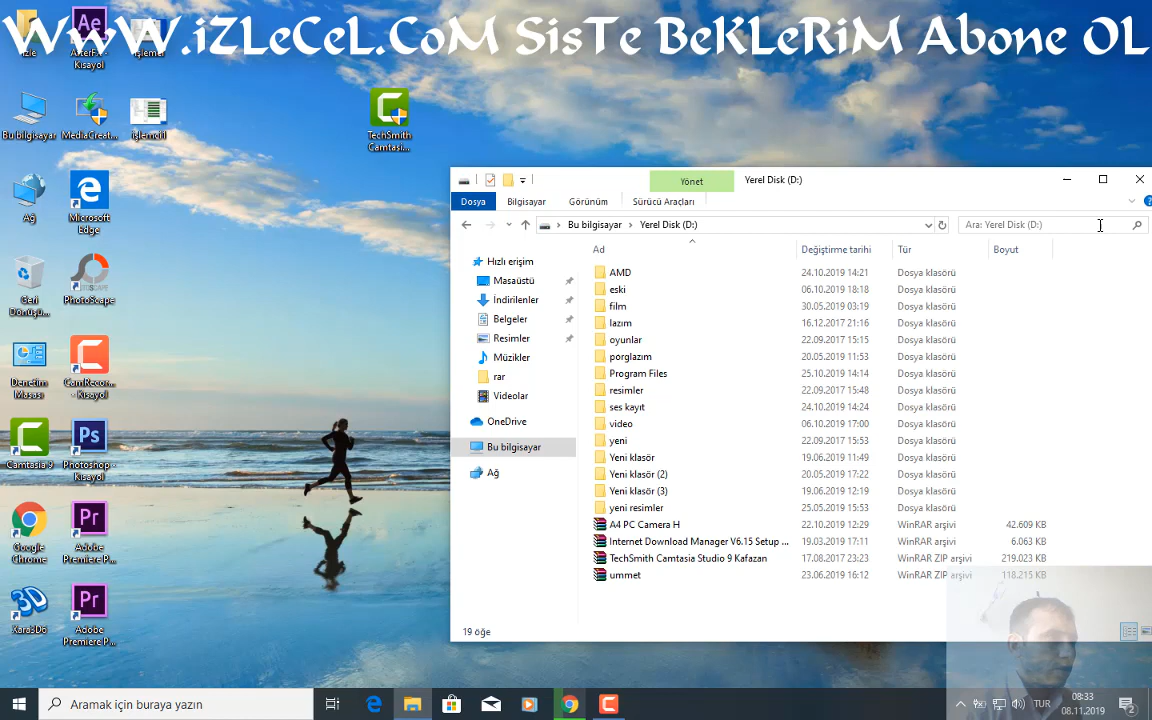 WwW.iZLeCeL.CoM SisTe BeKLeRiM Abone OL
izle
AfterFX - Kısayol
işlemci
Bu bilgisayar
MediaCreat...
işlemci1
TechSmith Camtasi...
Ağ
Microsoft Edge
Geri Dönüşü...
PhotoScape
Denetim Masası
CamRecor... - Kısayol
Camtasia 9
Photoshop - Kısayol
Google Chrome
Adobe Premiere P...
Xara3D6
Adobe Premiere P...
Yönet
Yerel Disk (D:)
Dosya
Bilgisayar
Görünüm
Sürücü Araçları
Bu bilgisayar > Yerel Disk (D:)
Ara: Yerel Disk (D:)
Hızlı erişim
Masaüstü
İndirilenler
Belgeler
Resimler
Müzikler
rar
Videolar
OneDrive
Bu bilgisayar
Ağ
Ad Değiştirme tarihi Tür Boyut
AMD 24.10.2019 14:21 Dosya klasörü
eski 06.10.2019 18:18 Dosya klasörü
film 30.05.2019 03:19 Dosya klasörü
lazım 16.12.2017 21:16 Dosya klasörü
oyunlar 22.09.2017 15:15 Dosya klasörü
porglazım 20.05.2019 11:53 Dosya klasörü
Program Files 25.10.2019 14:14 Dosya klasörü
resimler 22.09.2017 15:48 Dosya klasörü
ses kayıt 24.10.2019 14:24 Dosya klasörü
video 06.10.2019 17:00 Dosya klasörü
yeni 22.09.2017 15:53 Dosya klasörü
Yeni klasör 19.06.2019 11:49 Dosya klasörü
Yeni klasör (2) 20.05.2019 17:22 Dosya klasörü
Yeni klasör (3) 19.06.2019 12:19 Dosya klasörü
yeni resimler 25.05.2019 15:53 Dosya klasörü
A4 PC Camera H 22.10.2019 12:29 WinRAR arşivi 42.609 KB
Internet Download Manager V6.15 Setup ... 19.03.2019 17:11 WinRAR arşivi 6.063 KB
TechSmith Camtasia Studio 9 Kafazan 17.08.2017 23:23 WinRAR ZIP arşivi 219.023 KB
ummet 23.06.2019 16:12 WinRAR ZIP arşivi 118.215 KB
19 öğe
Aramak için buraya yazın
TUR
08:33
08.11.2019
2